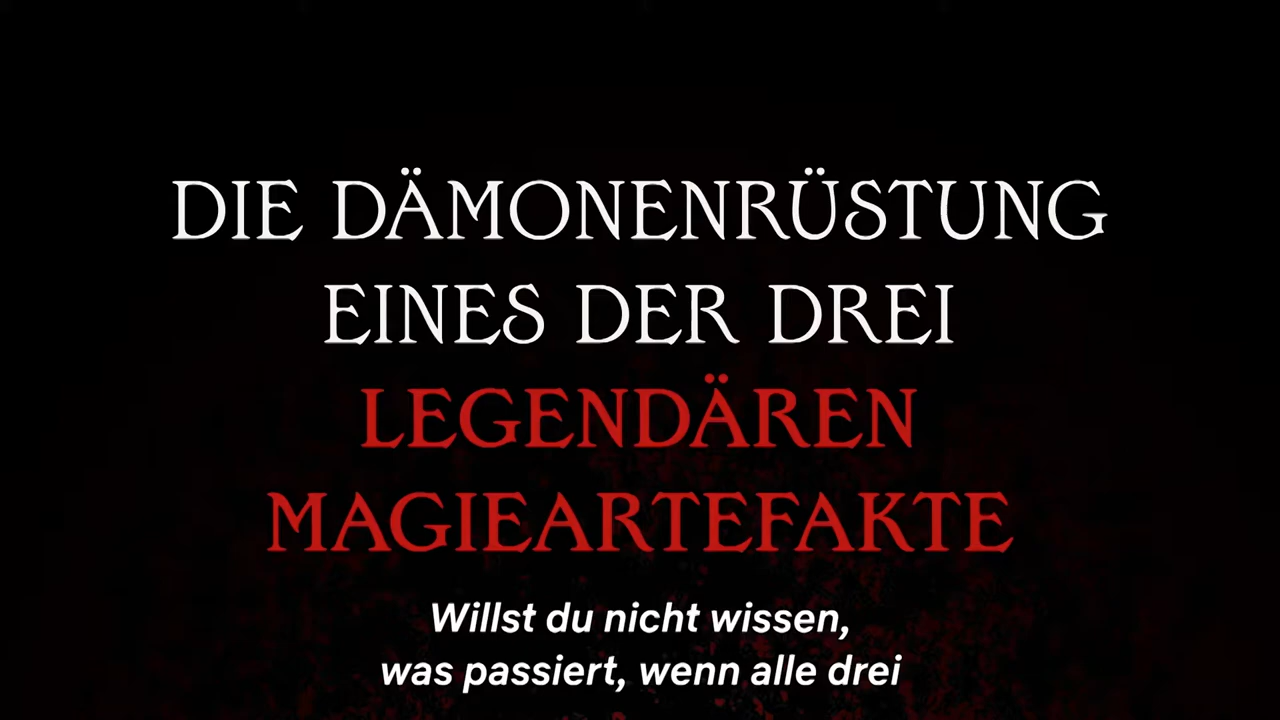 DIE DÄMONENRÜSTUNG
EINES DER DREI
LEGENDÄREN
MAGIEARTEFAKTE
Willst du nicht wissen,
was passiert, wenn alle drei